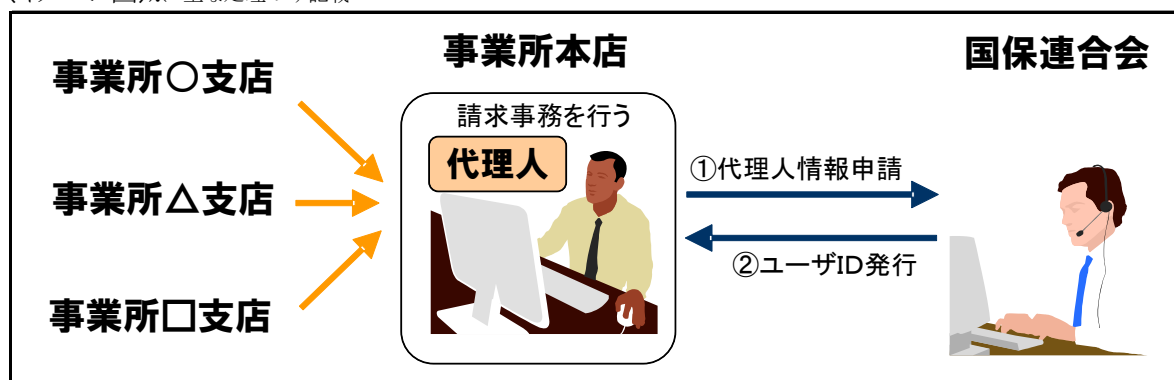 事業所○支店
事業所△支店
事業所□支店
事業所本店
請求事務を行う
代理人
①代理人情報申請
②ユーザID発行
国保連合会